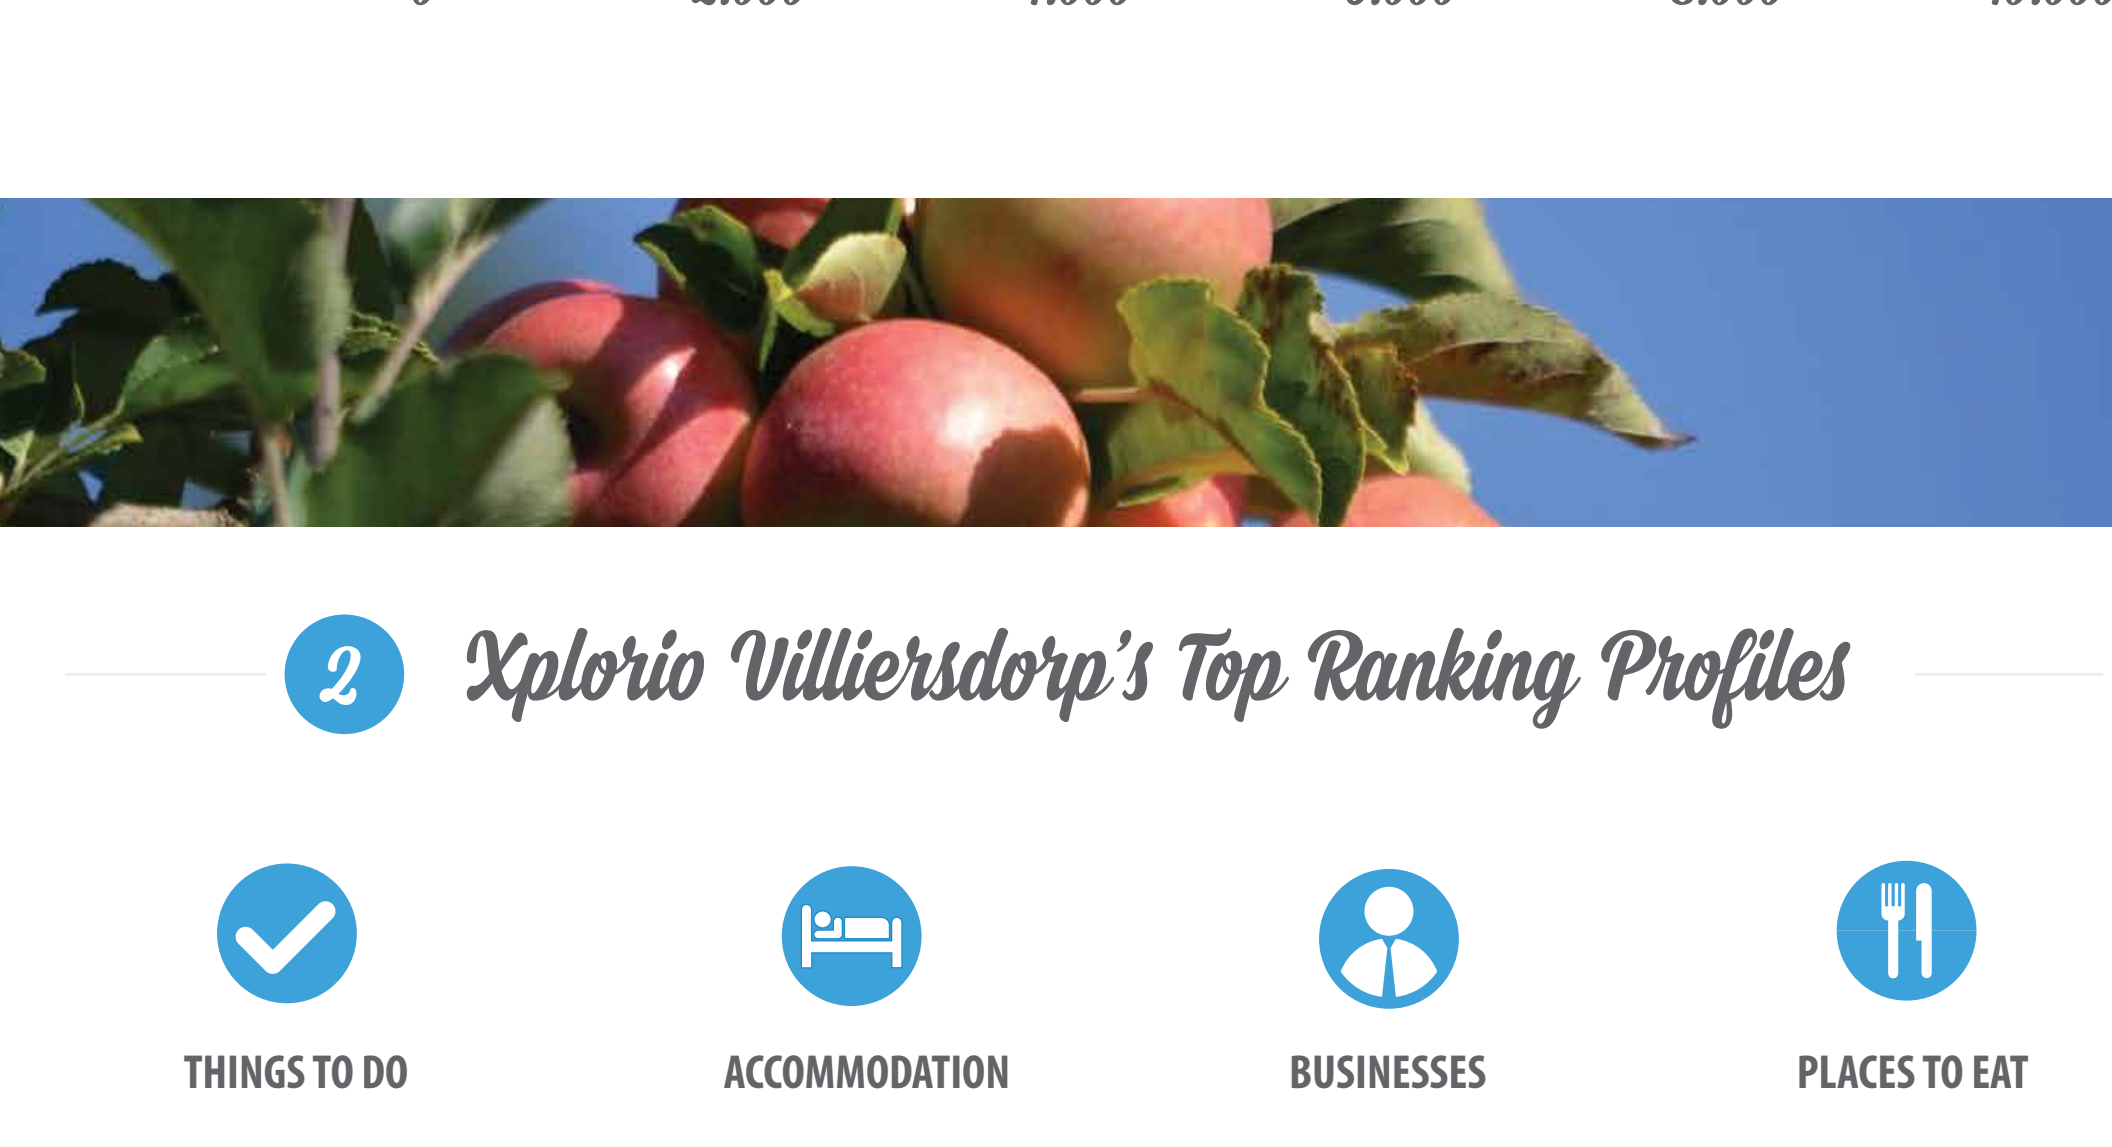 2 Xplorio Villiersdorp's Top Ranking Profiles
THINGS TO DO
ACCOMMODATION
BUSINESSES
PLACES TO EAT